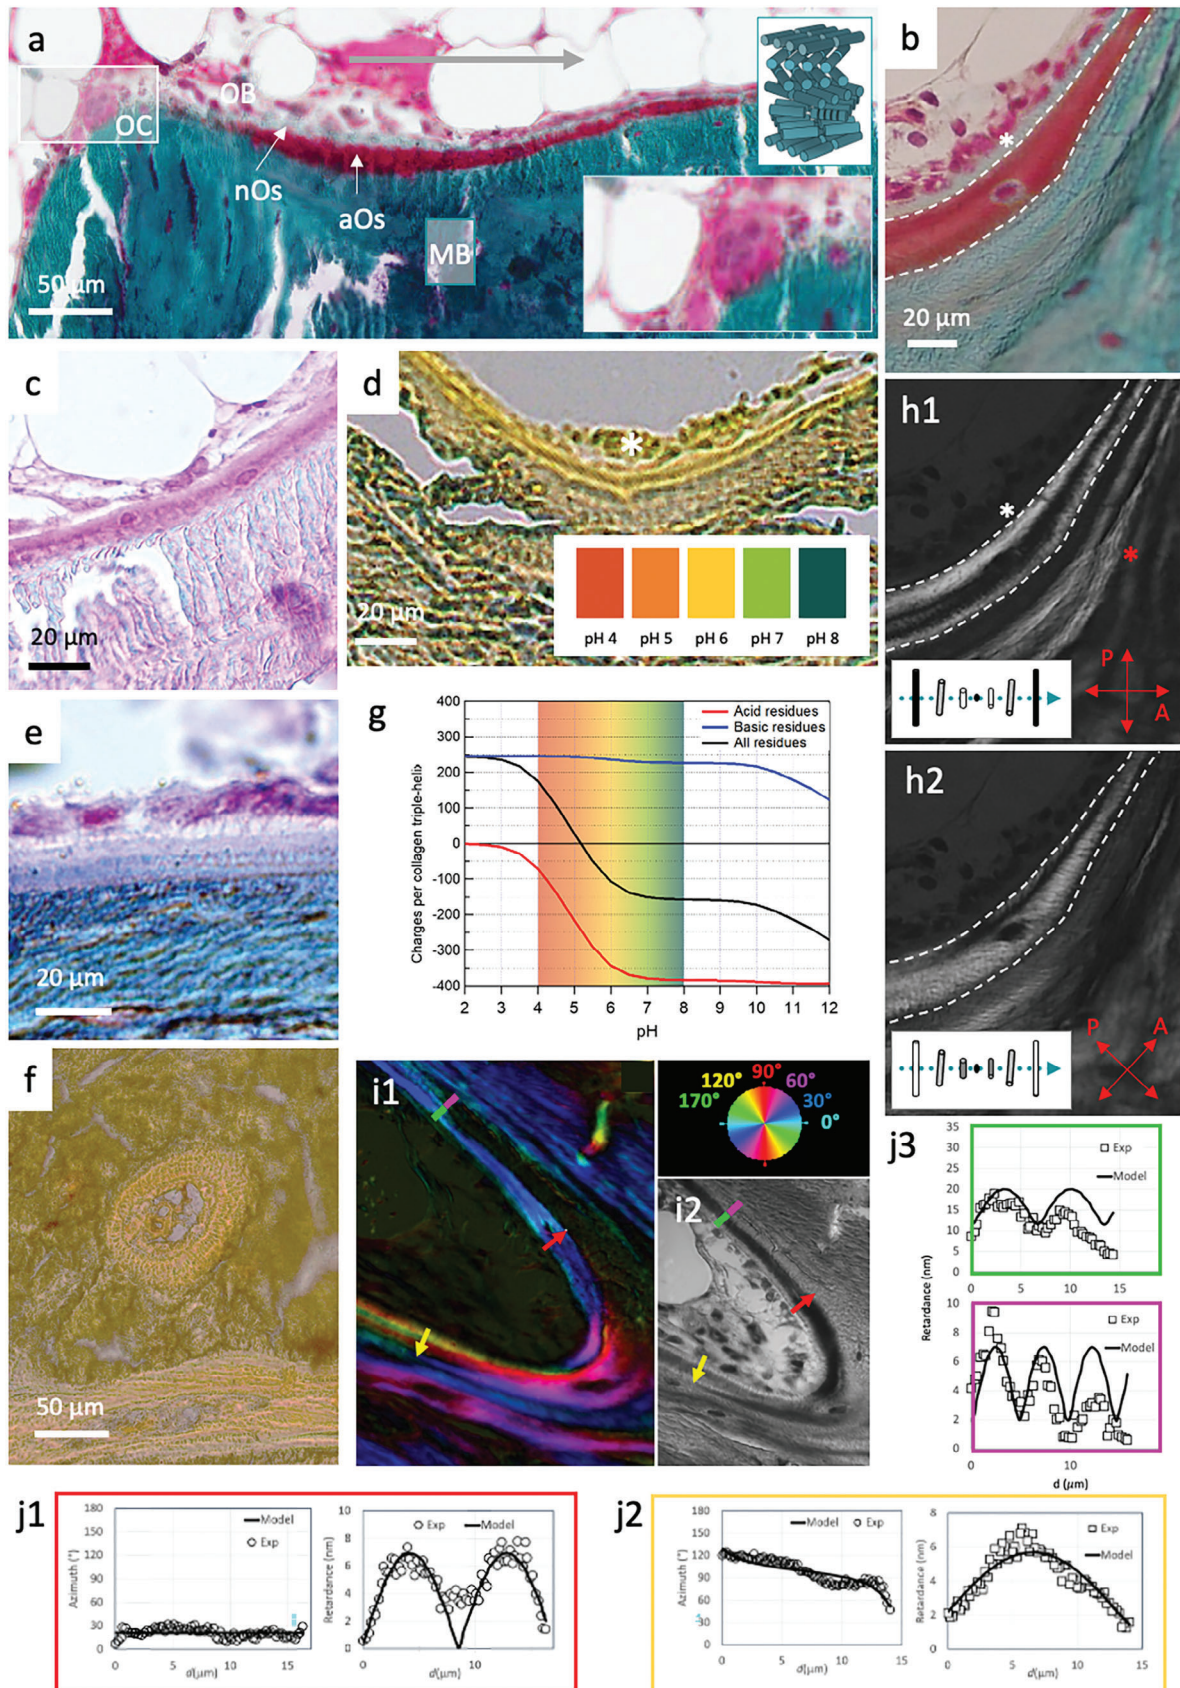 a
OB
OC
nOs
aOs
MB
50 µm
b
*
20 µm
c
20 µm
d
*
20 µm
pH 4 pH 5 pH 6 pH 7 pH 8
h1
*
*
P
A
e
20 µm
g
Charges per collagen triple-heli
400
300
200
100
0
-100
-200
-300
-400
2 3 4 5 6 7 8 9 10 11 12
pH
Acid residues
Basic residues
All residues
h2
P A
f
50 µm
i1
90°
120° 60°
170° 30°
0°
i2
j3
Retardance (nm)
35
30
25
20
15
10
5
0
0 5 10 15
Exp
Model
10
8
6
4
2
0
0 10
Exp
Model
d (µm)
j1
Azimuth (°)
180
150
120
90
60
30
0
0 5 10 15
d(µm)
Model
Exp
Retardance (nm)
10
8
6
4
2
0
0 5 10
d(µm)
Exp Model
j2
Azimuth (°)
180
150
120
90
60
30
0
0 5 10 15
d(µm)
Model Exp
Retardance (nm)
8
6
4
2
0
0 5 10 15
d(µm)
Exp
Model